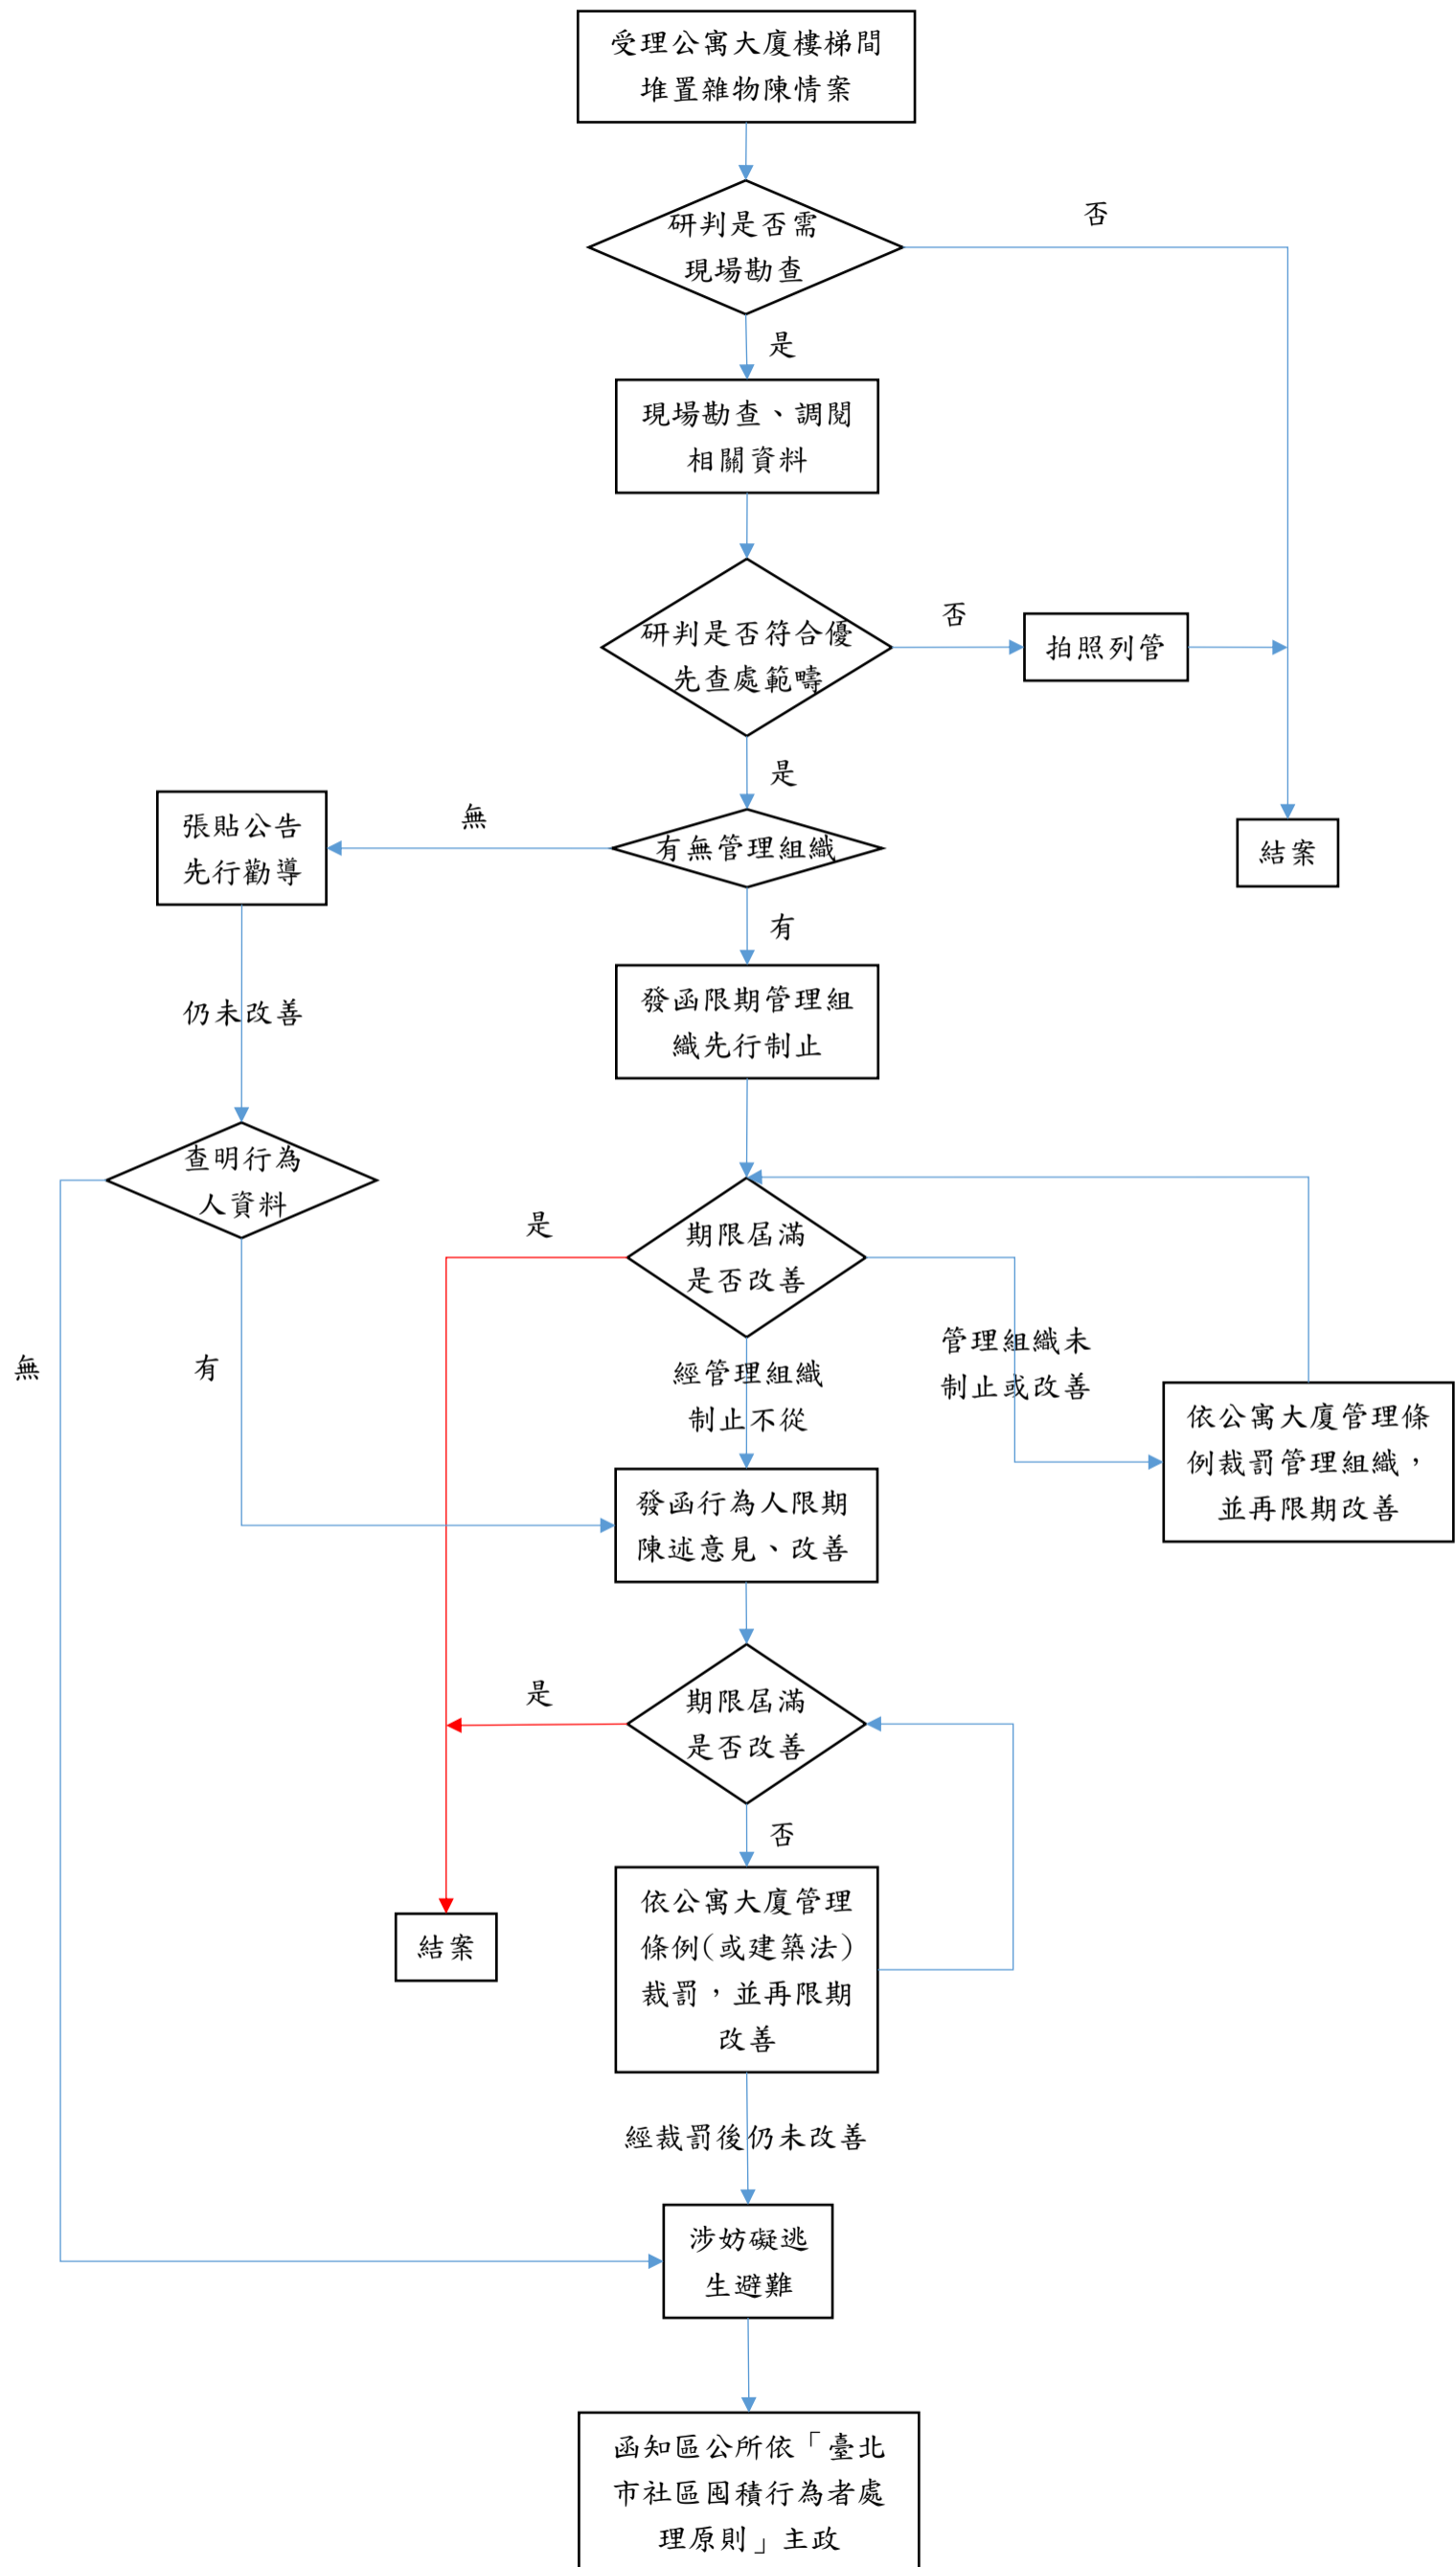 受理公寓大廈樓梯間
堆置雜物陳情案
研判是否需
現場勘查
否
是
現場勘查、調閱
相關資料
研判是否符合優
先查處範疇
否
拍照列管
是
結案
有無管理組織
無
張貼公告
先行勸導
有
發函限期管理組
織先行制止
仍未改善
查明行為
人資料
期限屆滿
是否改善
是
管理組織未
制止或改善
經管理組織
制止不從
無
有
依公寓大廈管理條
例裁罰管理組織，
並再限期改善
發函行為人限期
陳述意見、改善
期限屆滿
是否改善
是
否
依公寓大廈管理
條例(或建築法)
裁罰，並再限期
改善
結案
經裁罰後仍未改善
涉妨礙逃
生避難
函知區公所依「臺北
市社區囤積行為者處
理原則」主政